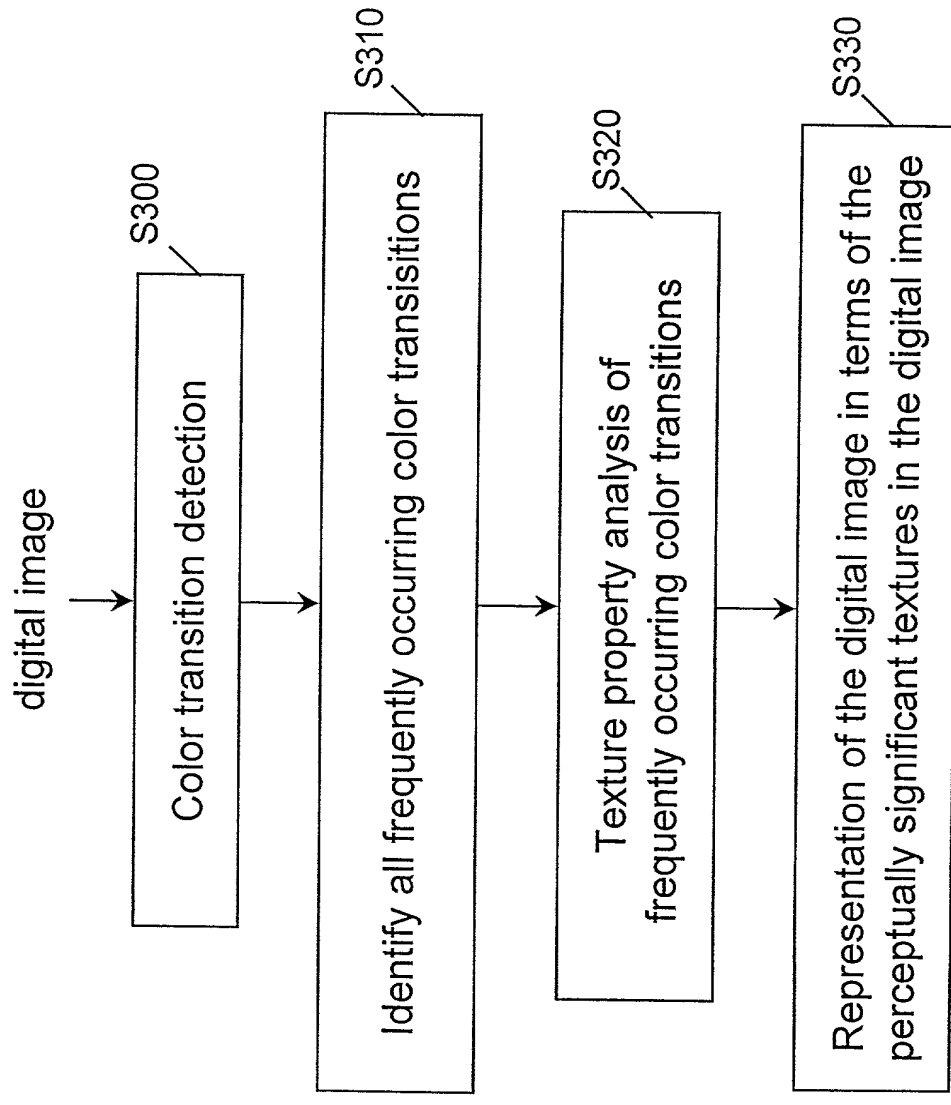 digital image
S300
Color transition detection
S310
Identify all frequently occurring color transisitions
S320
Texture property analysis of
frequently occurring color transitions
S330
Representation of the digital image in terms of the
perceptually significant textures in the digital image